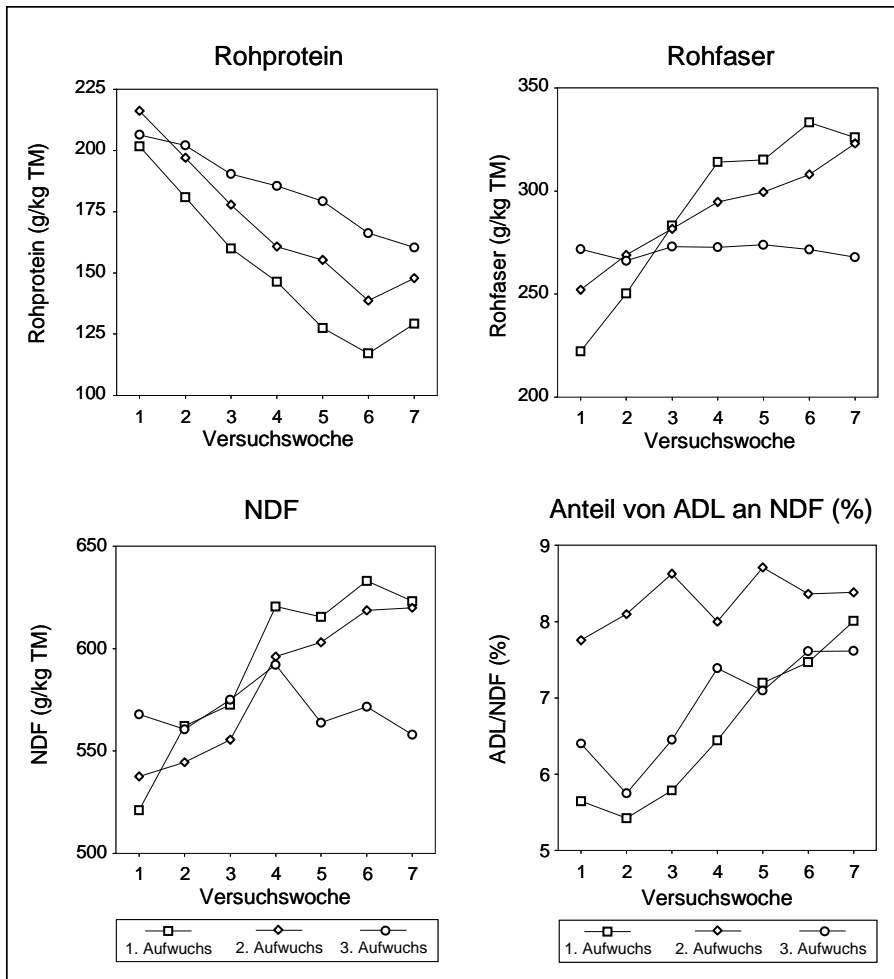 Rohprotein
Rohprotein (g/kg TM)
225
200
175
150
125
100
1 2 3 4 5 6 7
Versuchswoche
Rohfaser
Rohfaser (g/kg TM)
350
300
250
200
1 2 3 4 5 6 7
Versuchswoche
NDF
NDF (g/kg TM)
650
600
550
500
1 2 3 4 5 6 7
Versuchswoche
1. Aufwuchs 2. Aufwuchs 3. Aufwuchs
Anteil von ADL an NDF (%)
ADL/NDF (%)
9
8
7
6
5
1 2 3 4 5 6 7
Versuchswoche
1. Aufwuchs 2. Aufwuchs 3. Aufwuchs